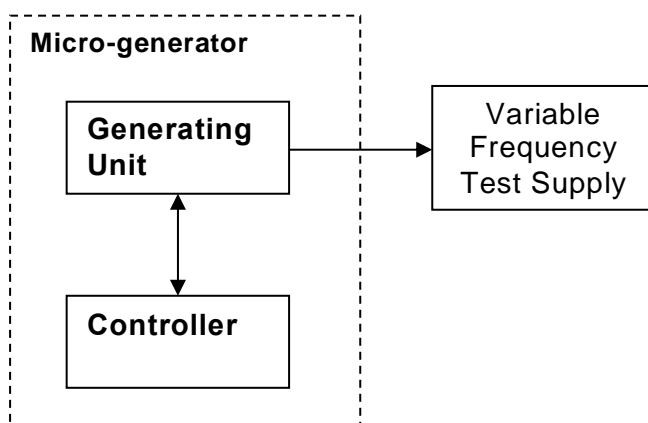 Micro-generator
Generating
Unit
Variable
Frequency
Test Supply
Controller